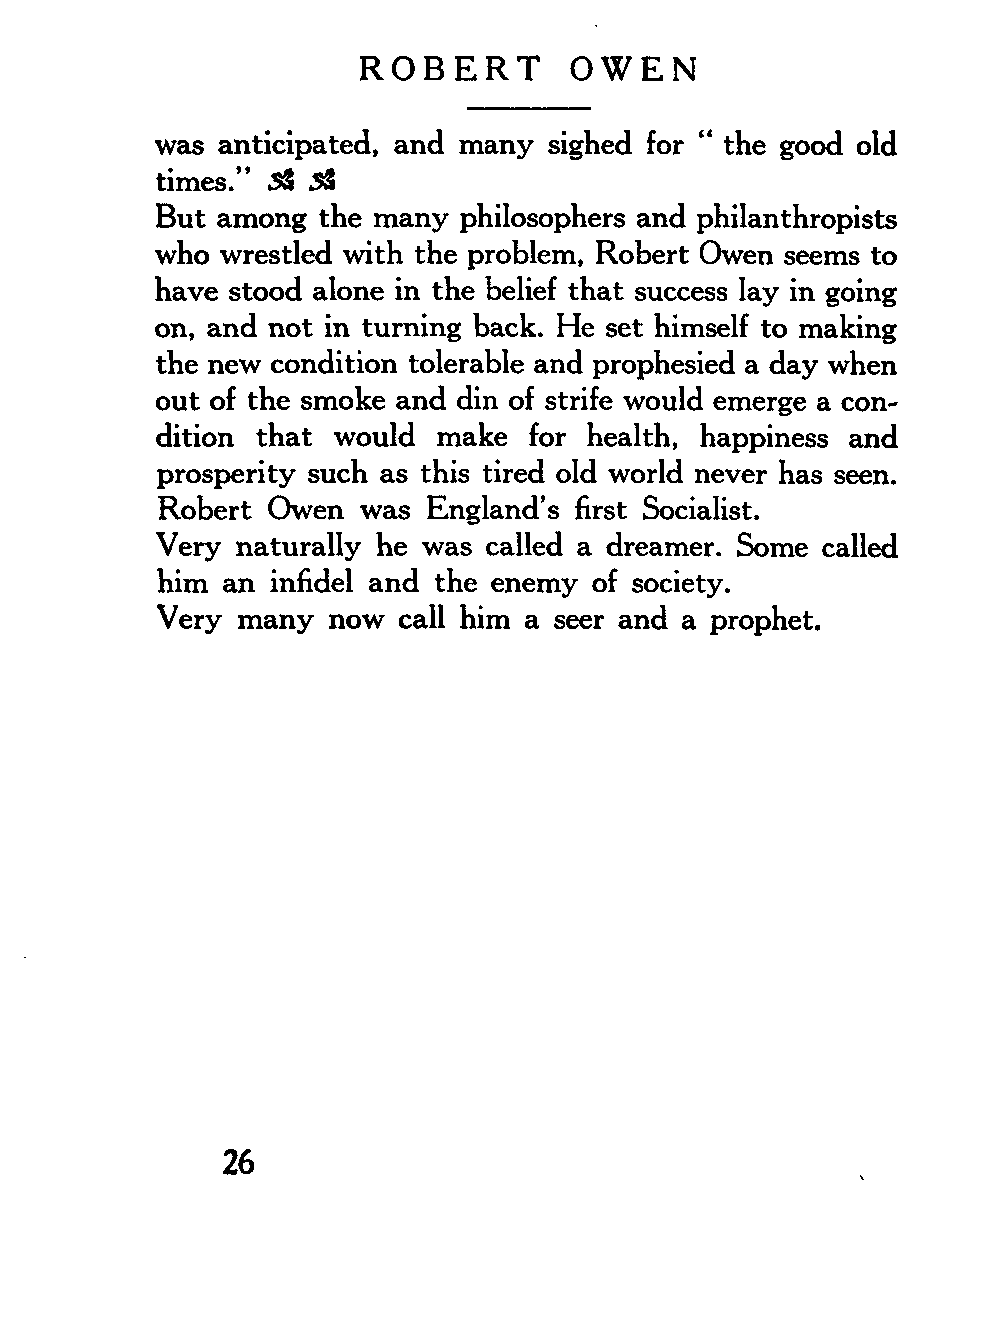 ROBERT OWEN
was anticipated, and many sighed for “ the good old
times.”
But among the many philosophers and philanthropists
who wrestled with the problem, Robert Owen seems to
have stood alone in the belief that success lay in going
on, and not in turning back. He set himself to making
the new condition tolerable and prophesied a day when
out of the smoke and din of strife would emerge a con-
dition that would make for health, happiness and
prosperity such as this tired old world never has seen.
Robert Owen was England's first Socialist.
Very naturally he was called a dreamer. Some called
him an infidel and the enemy of society.
Very many now call him a seer and a prophet.
26